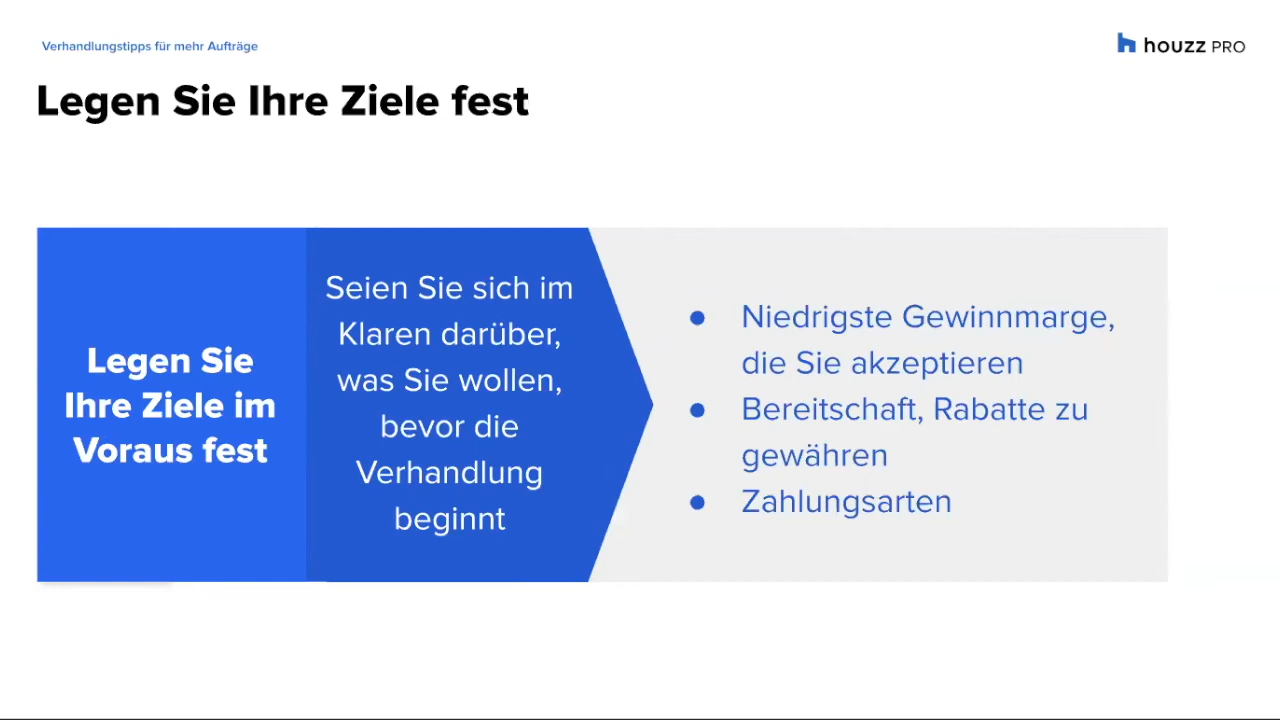 Verhandlungstipps für mehr Aufträge
houzz PRO
Legen Sie Ihre Ziele fest
Legen Sie
Ihre Ziele im
Voraus fest
Seien Sie sich im
Klaren darüber,
was Sie wollen,
bevor die
Verhandlung
beginnt
● Niedrigste Gewinnmarge,
die Sie akzeptieren
● Bereitschaft, Rabatte zu
gewähren
● Zahlungsarten